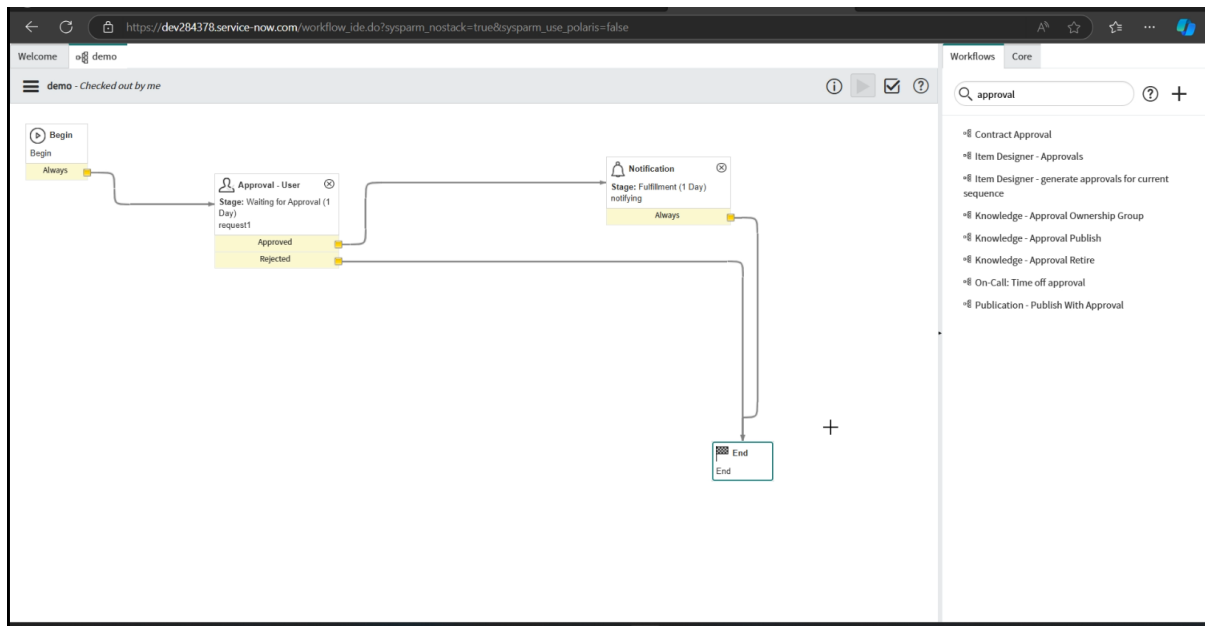 https://dev284378.service-now.com/workflow_ide.do?sysparm_nostack=true&sysparm_use_polaris=false
Welcome
demo
demo - Checked out by me
Begin
Begin
Always
Approval - User
Stage: Waiting for Approval (1
Day)
request1
Approved
Rejected
Notification
Stage: Fulfillment (1 Day)
notifying
Always
End
End
Workflows
Core
approval
Contract Approval
Item Designer - Approvals
Item Designer - generate approvals for current
sequence
Knowledge - Approval Ownership Group
Knowledge - Approval Publish
Knowledge - Approval Retire
On-Call: Time off approval
Publication - Publish With Approval